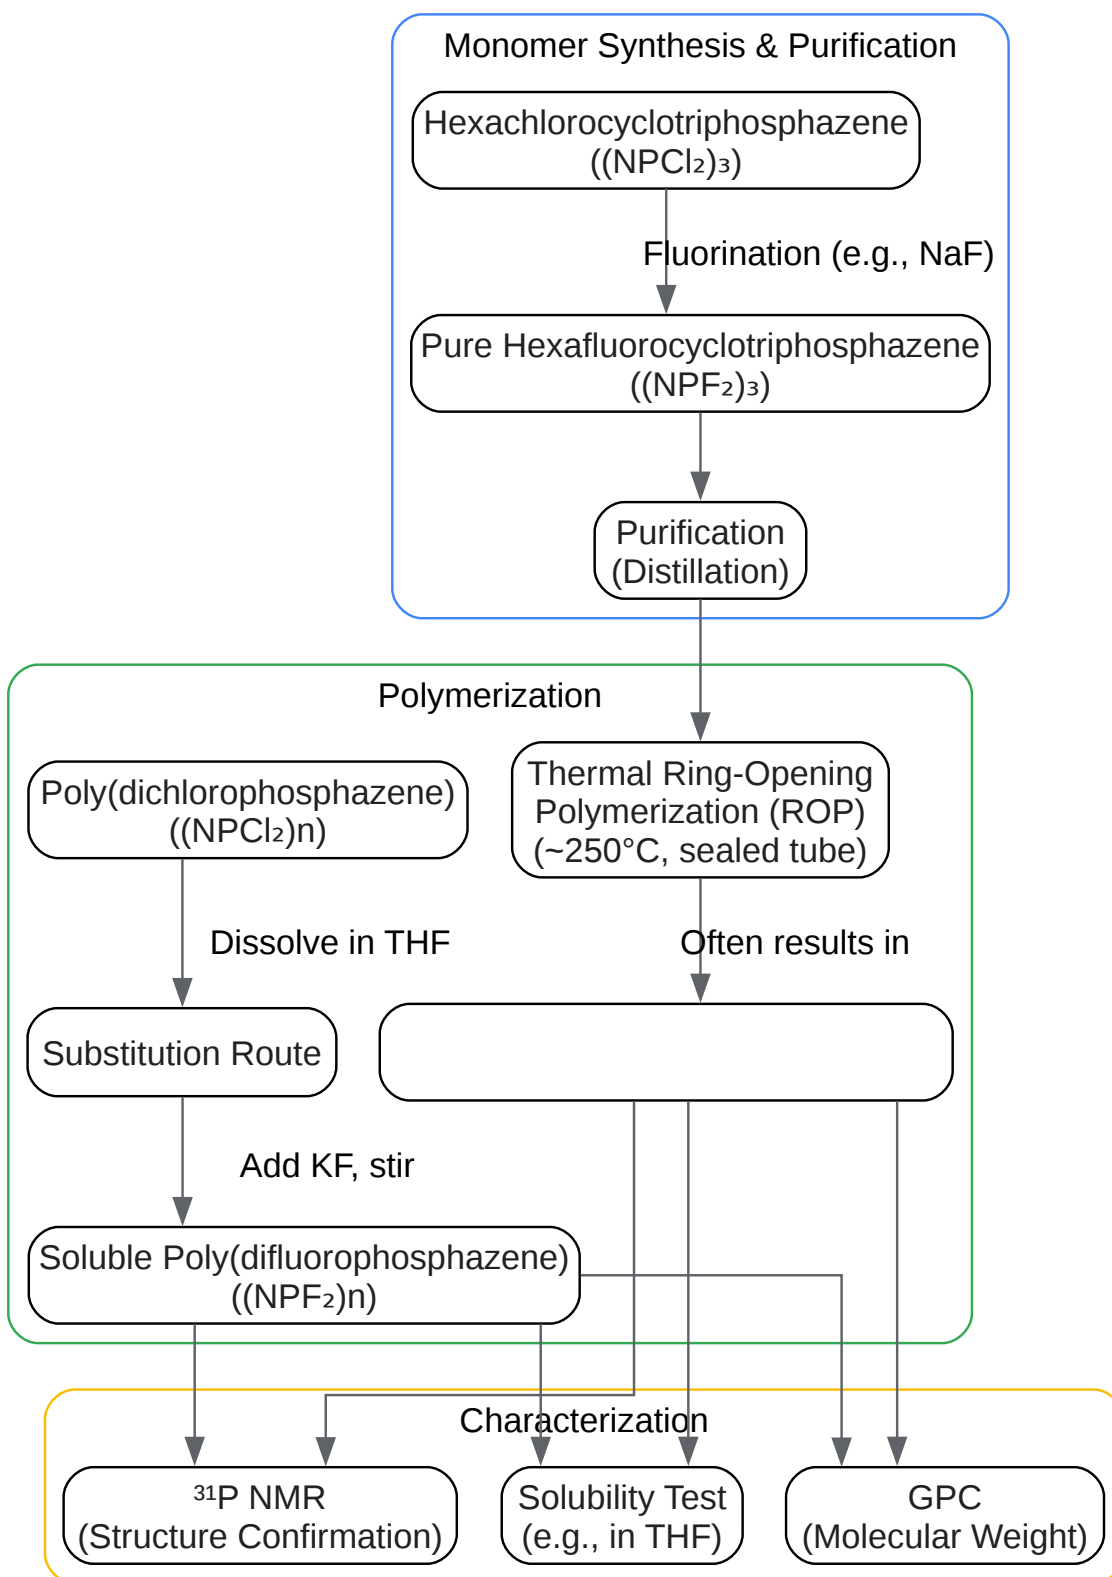 Monomer Synthesis & Purification
Hexachlorocyclotriphosphazene
((NPCl₂)₃)
Fluorination (e.g., NaF)
Pure Hexafluorocyclotriphosphazene
((NPF₂)₃)
Purification
(Distillation)
Polymerization
Poly(dichlorophosphazene)
((NPCl₂)n)
Thermal Ring-Opening
Polymerization (ROP)
(~250°C, sealed tube)
Dissolve in THF
Often results in
Substitution Route
Add KF, stir
Soluble Poly(difluorophosphazene)
((NPF₂)n)
Characterization
³¹P NMR
(Structure Confirmation)
Solubility Test
(e.g., in THF)
GPC
(Molecular Weight)